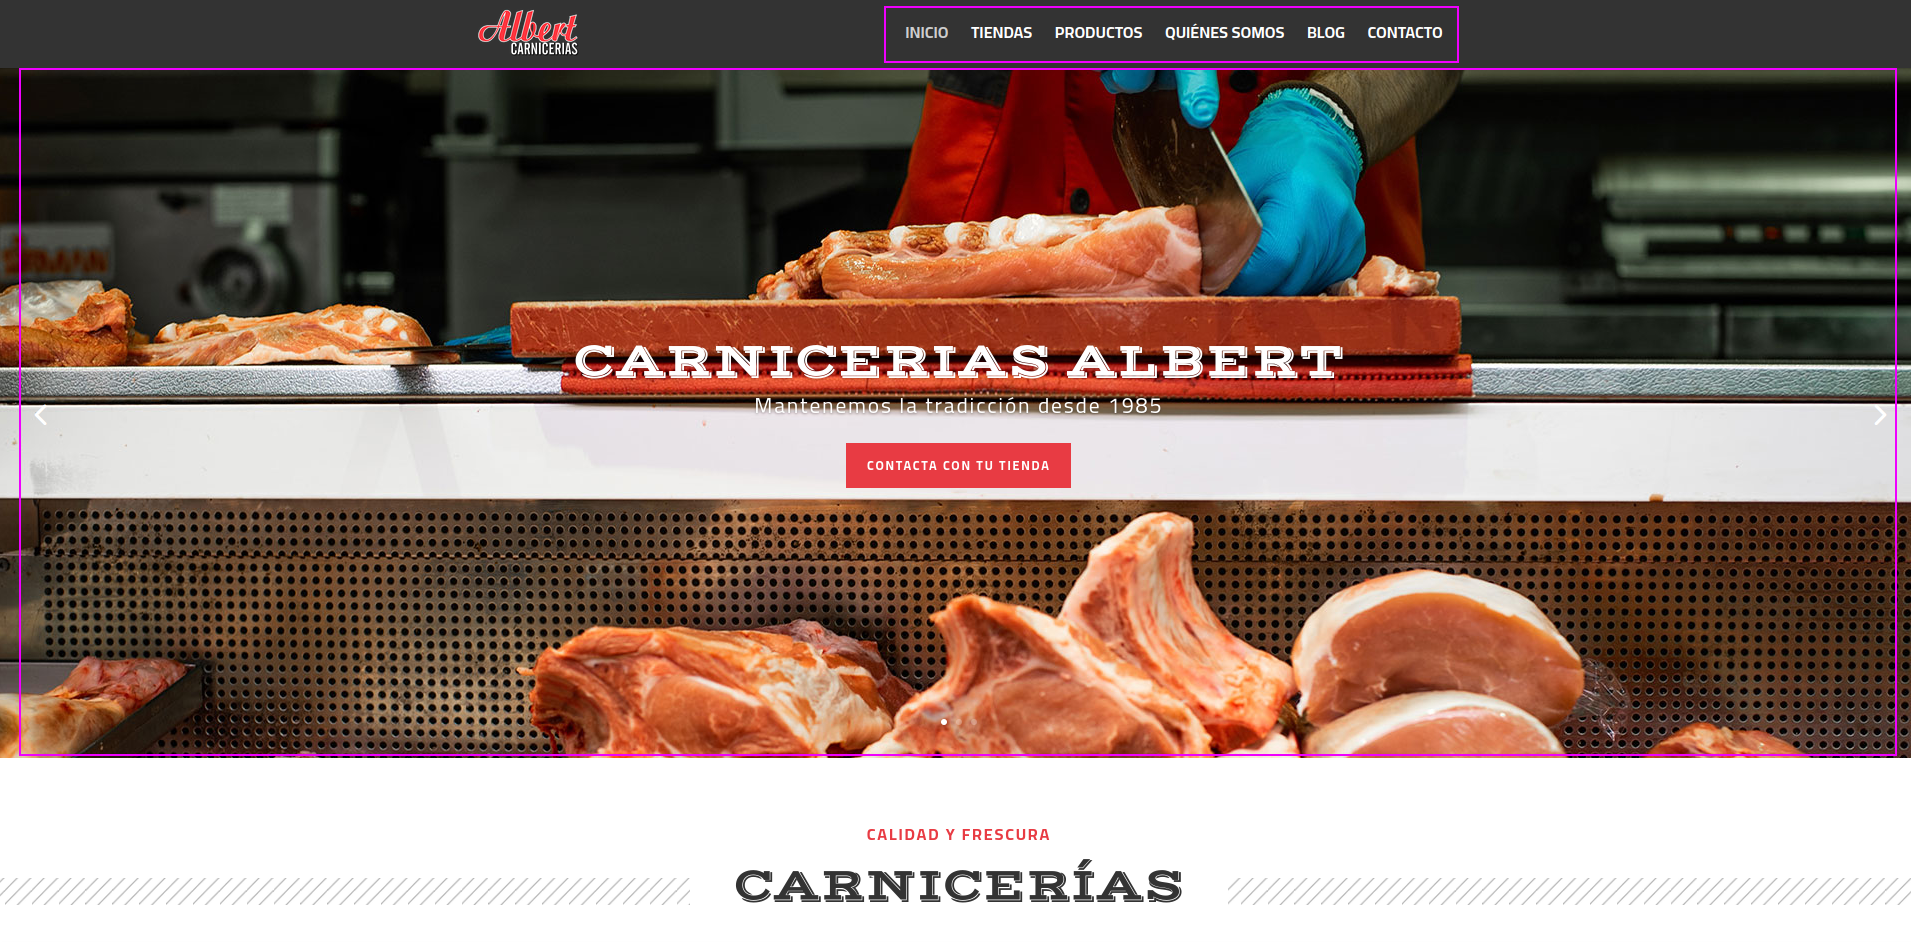 Albert
CARNICERIAS
INICIO TIENDAS PRODUCTOS QUIÉNES SOMOS BLOG CONTACTO
SIRMAN
CARNICERIAS ALBERT
Mantenemos la tradicción desde 1985
CONTACTA CON TU TIENDA
CALIDAD Y FRESCURA
CARNICERÍAS